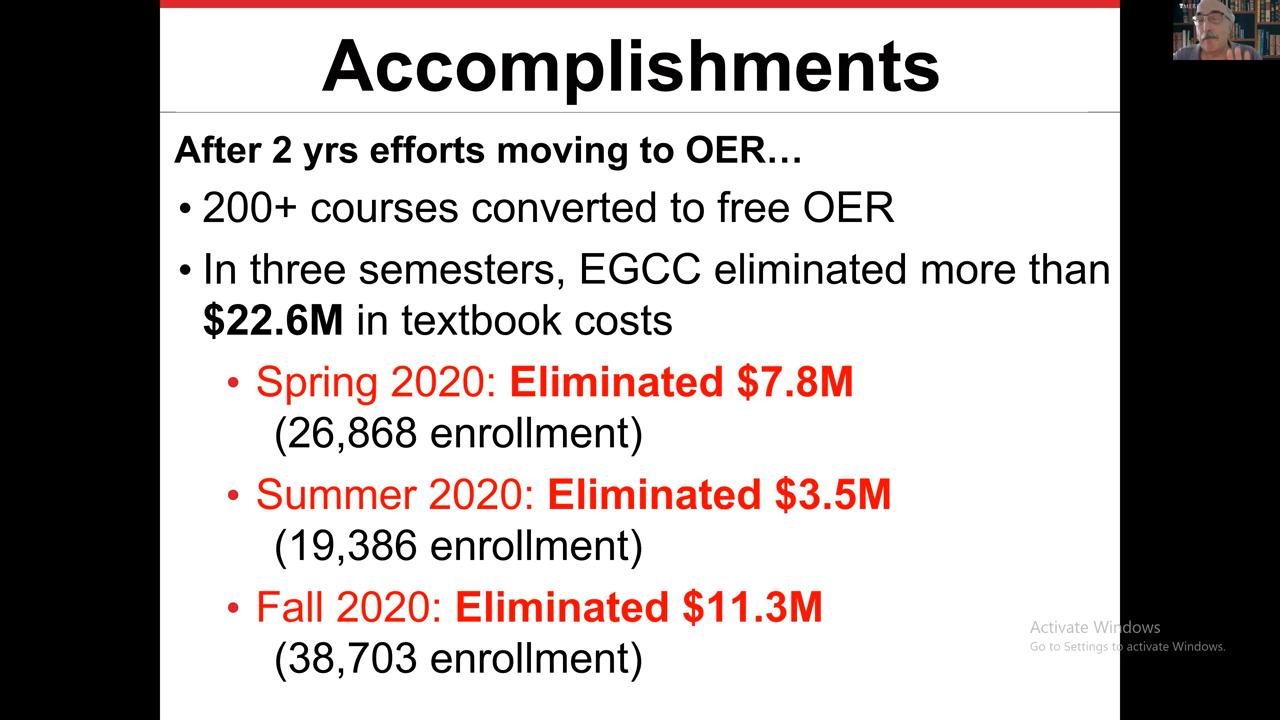 Accomplishments
After 2 yrs efforts moving to OER…
• 200+ courses converted to free OER
• In three semesters, EGCC eliminated more than
$22.6M in textbook costs
• Spring 2020: Eliminated $7.8M
(26,868 enrollment)
• Summer 2020: Eliminated $3.5M
(19,386 enrollment)
• Fall 2020: Eliminated $11.3M
(38,703 enrollment)
Activate Windows
Go to Settings to activate Windows.